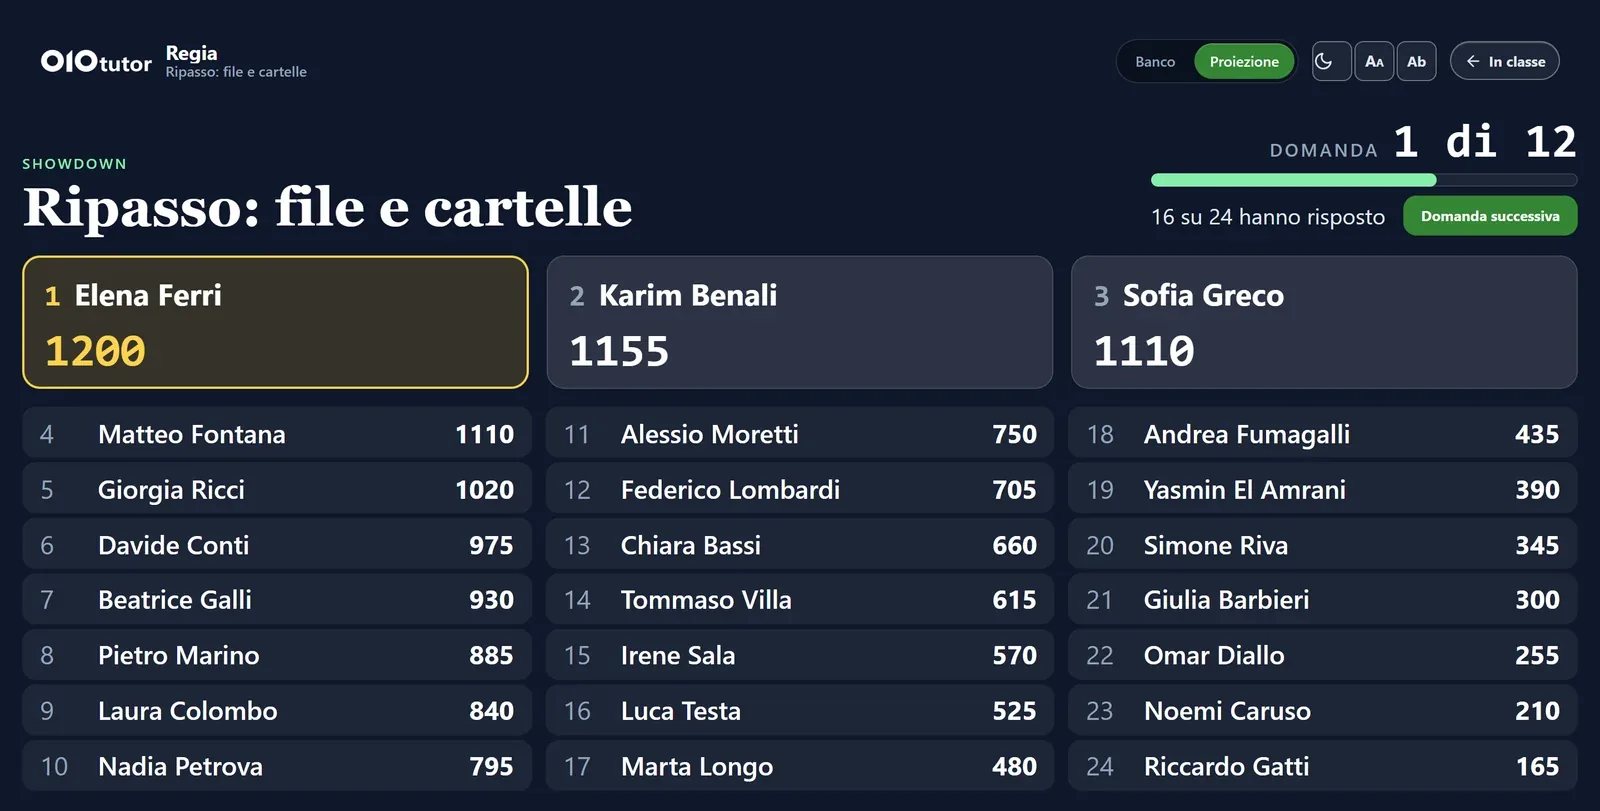 010tutor
Regia
Ripasso: file e cartelle
Banco
Proiezione
AA
Ab
← In classe
SHOWDOWN
Ripasso: file e cartelle
DOMANDA 1 di 12
16 su 24 hanno risposto
Domanda successiva
1 Elena Ferri
1200
2 Karim Benali
1155
3 Sofia Greco
1110
4 Matteo Fontana 1110
5 Giorgia Ricci 1020
6 Davide Conti 975
7 Beatrice Galli 930
8 Pietro Marino 885
9 Laura Colombo 840
10 Nadia Petrova 795
11 Alessio Moretti 750
12 Federico Lombardi 705
13 Chiara Bassi 660
14 Tommaso Villa 615
15 Irene Sala 570
16 Luca Testa 525
17 Marta Longo 480
18 Andrea Fumagalli 435
19 Yasmin El Amrani 390
20 Simone Riva 345
21 Giulia Barbieri 300
22 Omar Diallo 255
23 Noemi Caruso 210
24 Riccardo Gatti 165